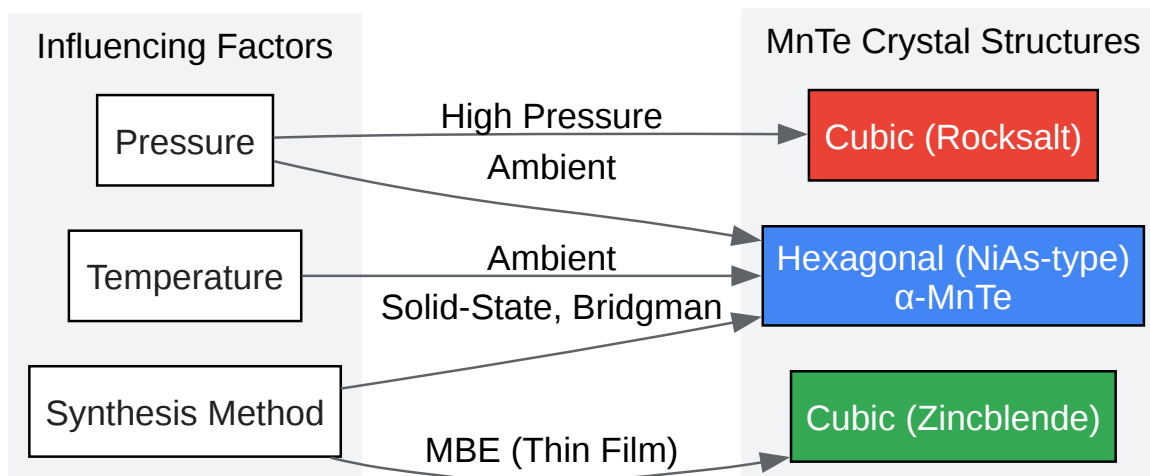 Influencing Factors
MnTe Crystal Structures
Pressure
High Pressure
Cubic (Rocksalt)
Ambient
Temperature
Ambient
Hexagonal (NiAs-type)
α-MnTe
Solid-State, Bridgman
Synthesis Method
MBE (Thin Film)
Cubic (Zincblende)